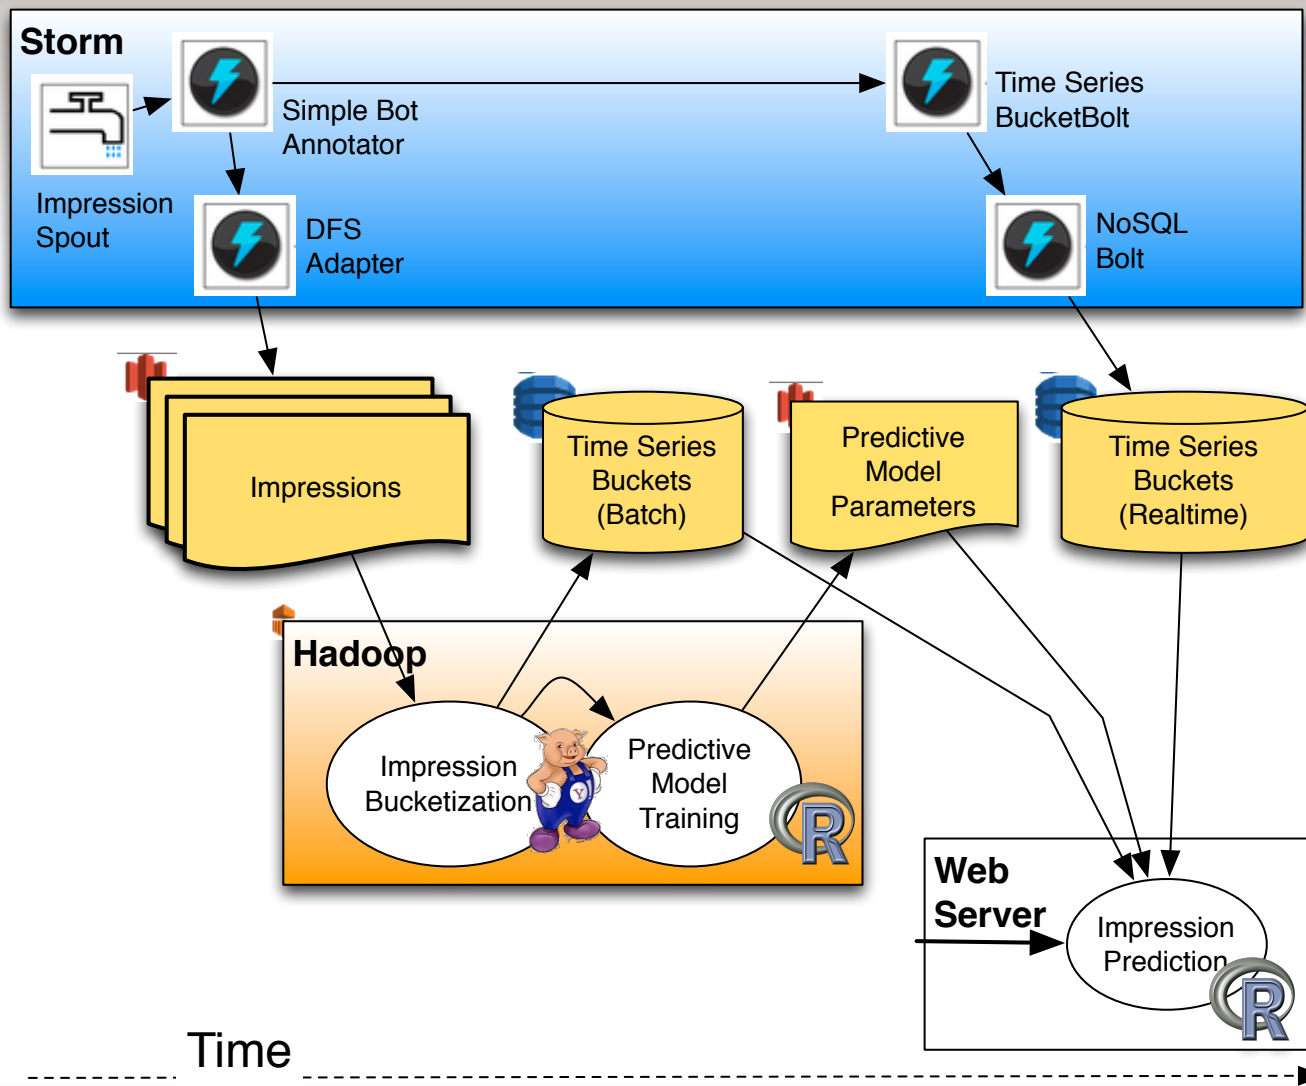 Storm
Simple Bot
Annotator
Time Series
BucketBolt
Impression
Spout
DFS
Adapter
NoSQL
Bolt
Impressions
Time Series
Buckets
(Batch)
Predictive
Model
Parameters
Time Series
Buckets
(Realtime)
Hadoop
Impression
Bucketization
Y
Predictive
Model
Training
R
Web
Server
Impression
Prediction
R
Time